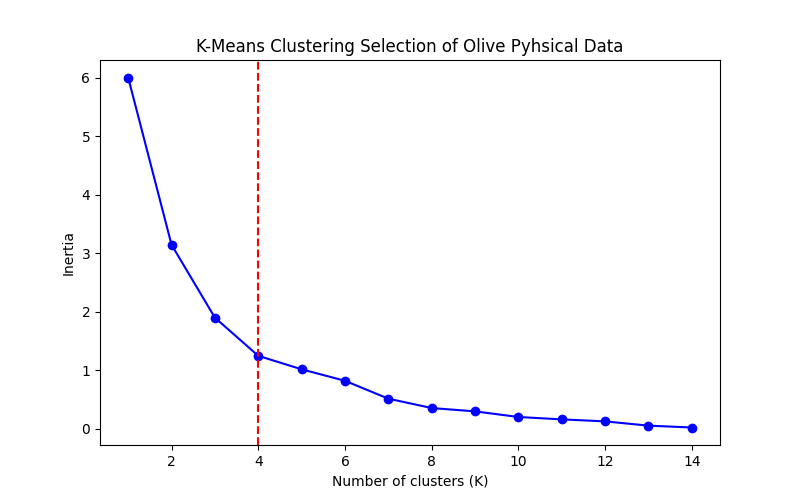 K-Means Clustering Selection of Olive Pyhsical Data
6
5
4
3
2
1
0
Inertia
2 4 6 8 10 12 14
Number of clusters (K)